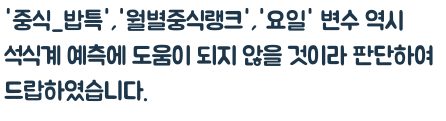 '중식_밥특','월별중식랭크','요일' 변수 역시
석식계 예측에 도움이 되지 않을 것이라 판단하여
드랍하였습니다.